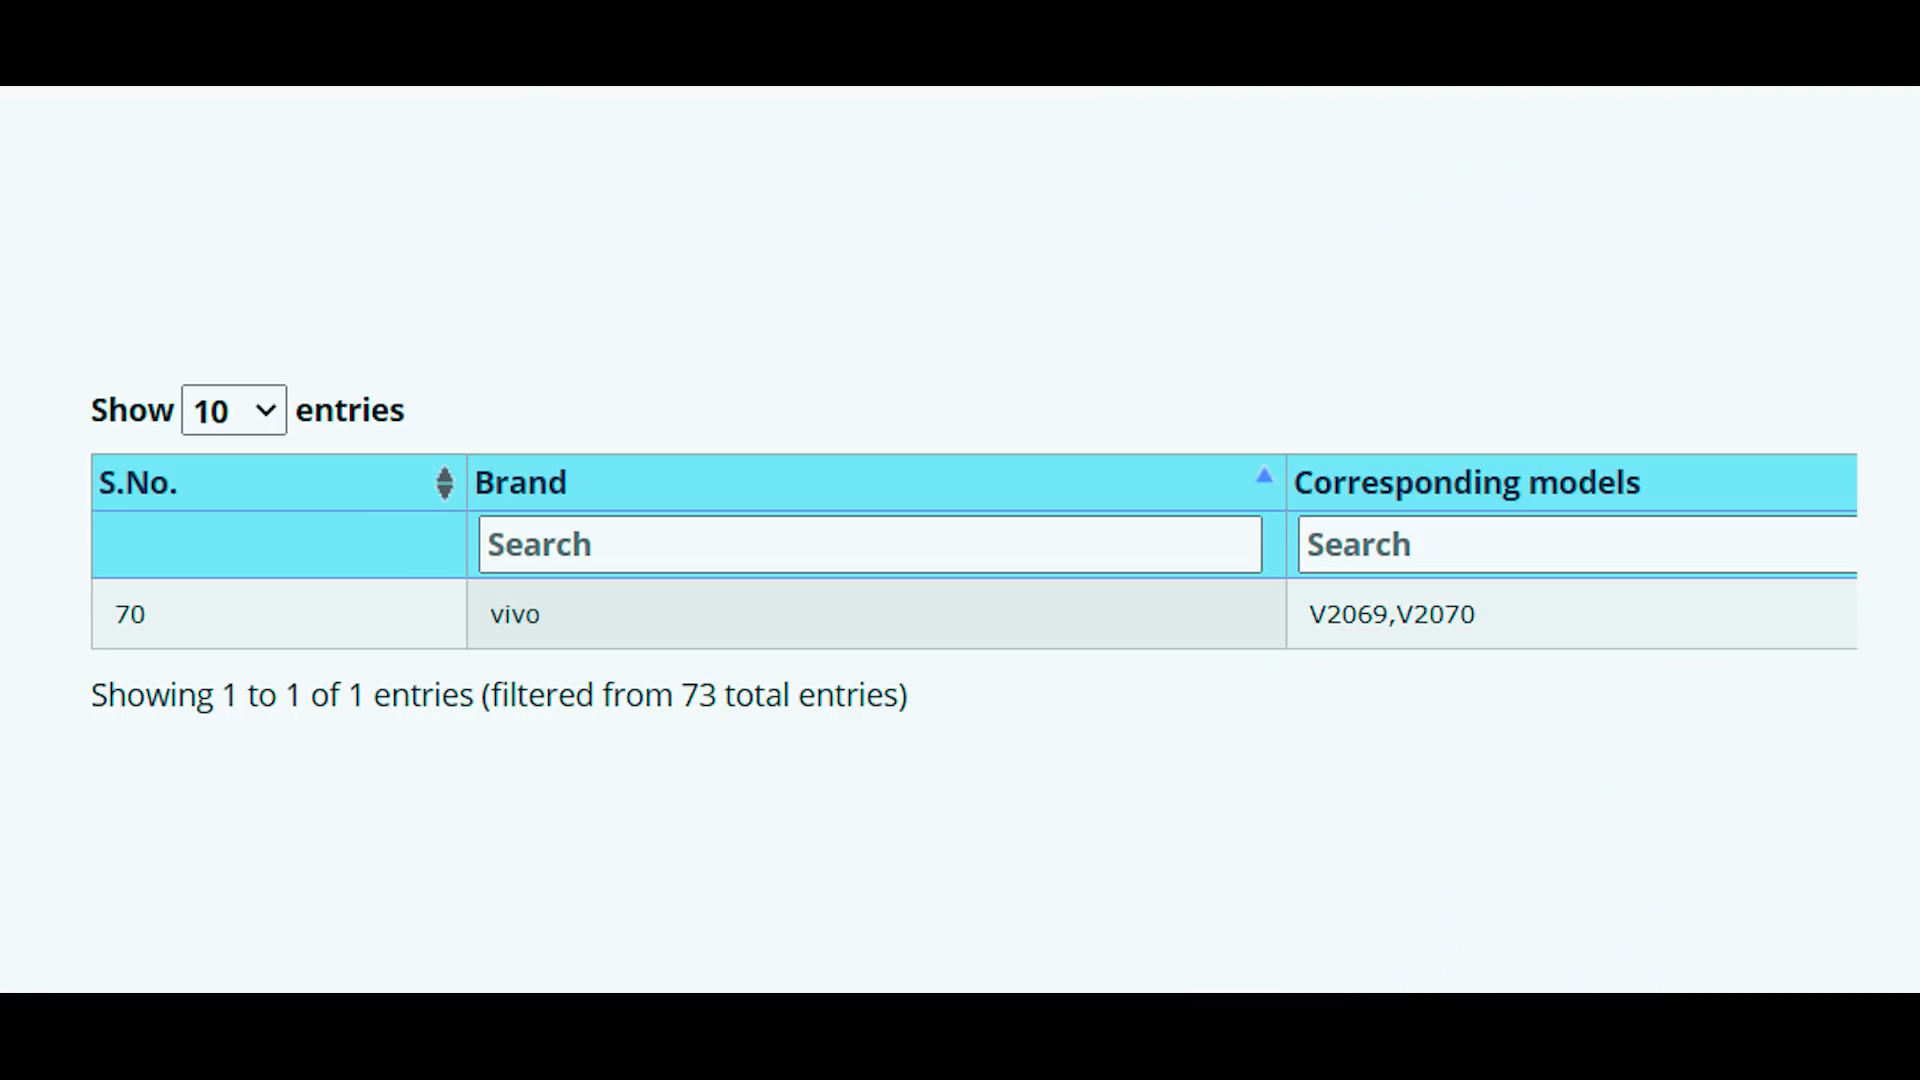 Show 10 entries
S.No. Brand Corresponding models
Search Search
70 vivo V2069,V2070
Showing 1 to 1 of 1 entries (filtered from 73 total entries)